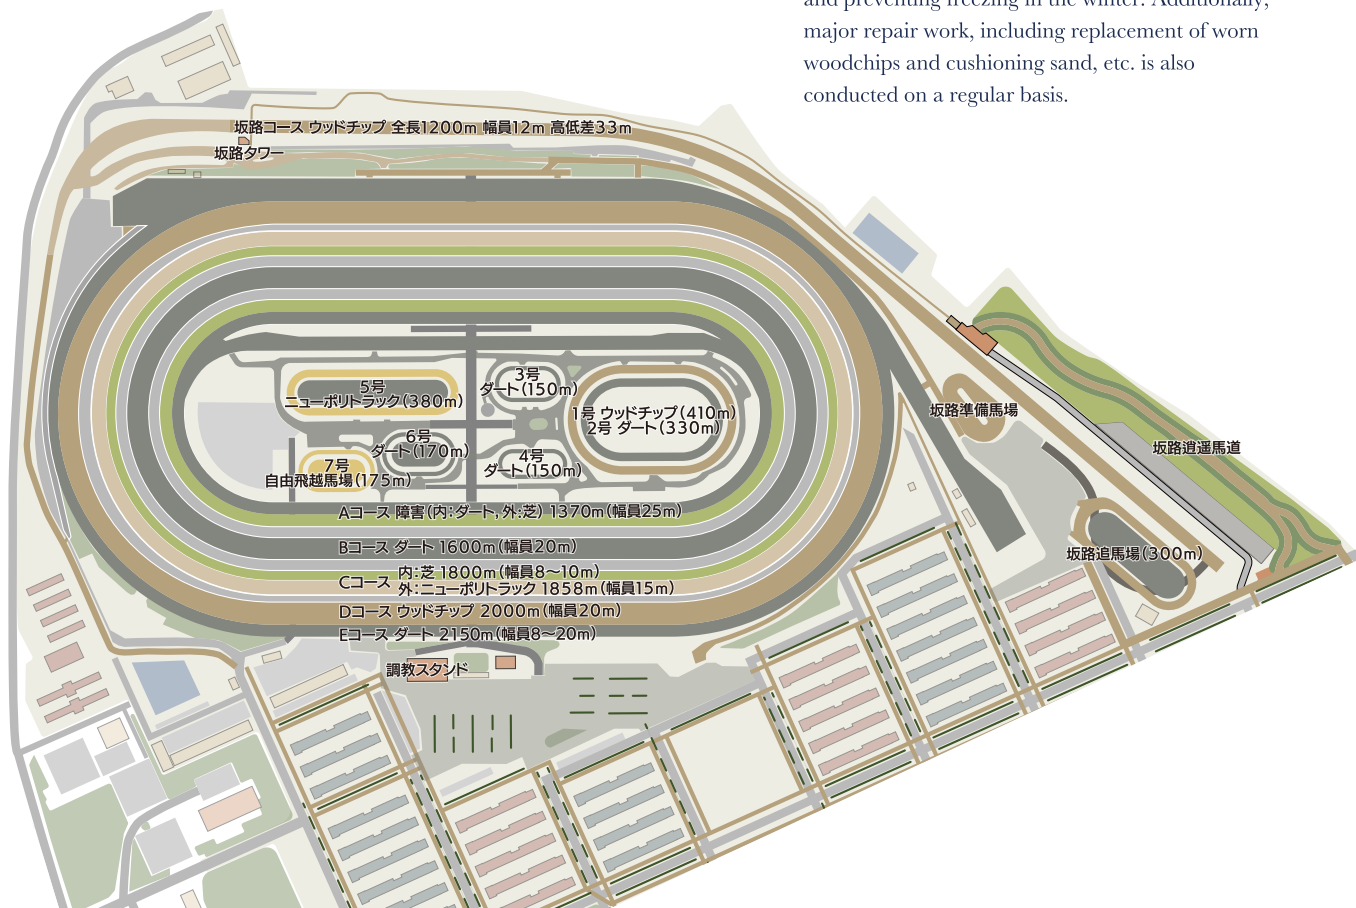 and preventing freezing in the winter. Additionally,
major repair work, including replacement of worn
woodchips and cushioning sand, etc. is also
conducted on a regular basis.
坂路コース ウッドチップ 全長1200m 幅員12m 高低差33m
坂路タワー
3号
ダート(150m)
5号
ニューポリトラック(380m)
1号 ウッドチップ(410m)
2号 ダート(330m)
坂路準備馬場
6号
ダート(170m)
4号
ダート(150m)
7号
自由飛越馬場(175m)
坂路逍遥馬道
Aコース 障害(内:ダート,外:芝) 1370m(幅員25m)
Bコース ダート 1600m(幅員20m)
坂路追馬場(300m)
Cコース
内:芝 1800m(幅員8〜10m)
外:ニューポリトラック 1858m(幅員15m)
Dコース ウッドチップ 2000m(幅員20m)
Eコース ダート 2150m(幅員8〜20m)
調教スタンド